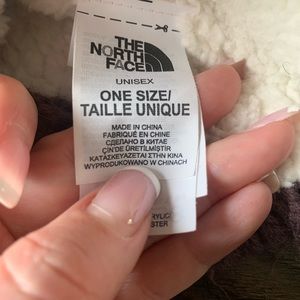 THE
NORTH
FACE
UNISEX
ONE SIZE/
TAILLE UNIQUE
MADE IN CHINA
FABRIQUÉ EN CHINE
СДЕЛАНО В КИТАЕ
ÇİN'DE ÜRETİLMİŞTİR
ΚΑΤΑΣΚΕΥΑΖΕΤΑΙ ΣΤΗΝ ΚΙΝΑ
WYPRODUKOWANO W CHINACH